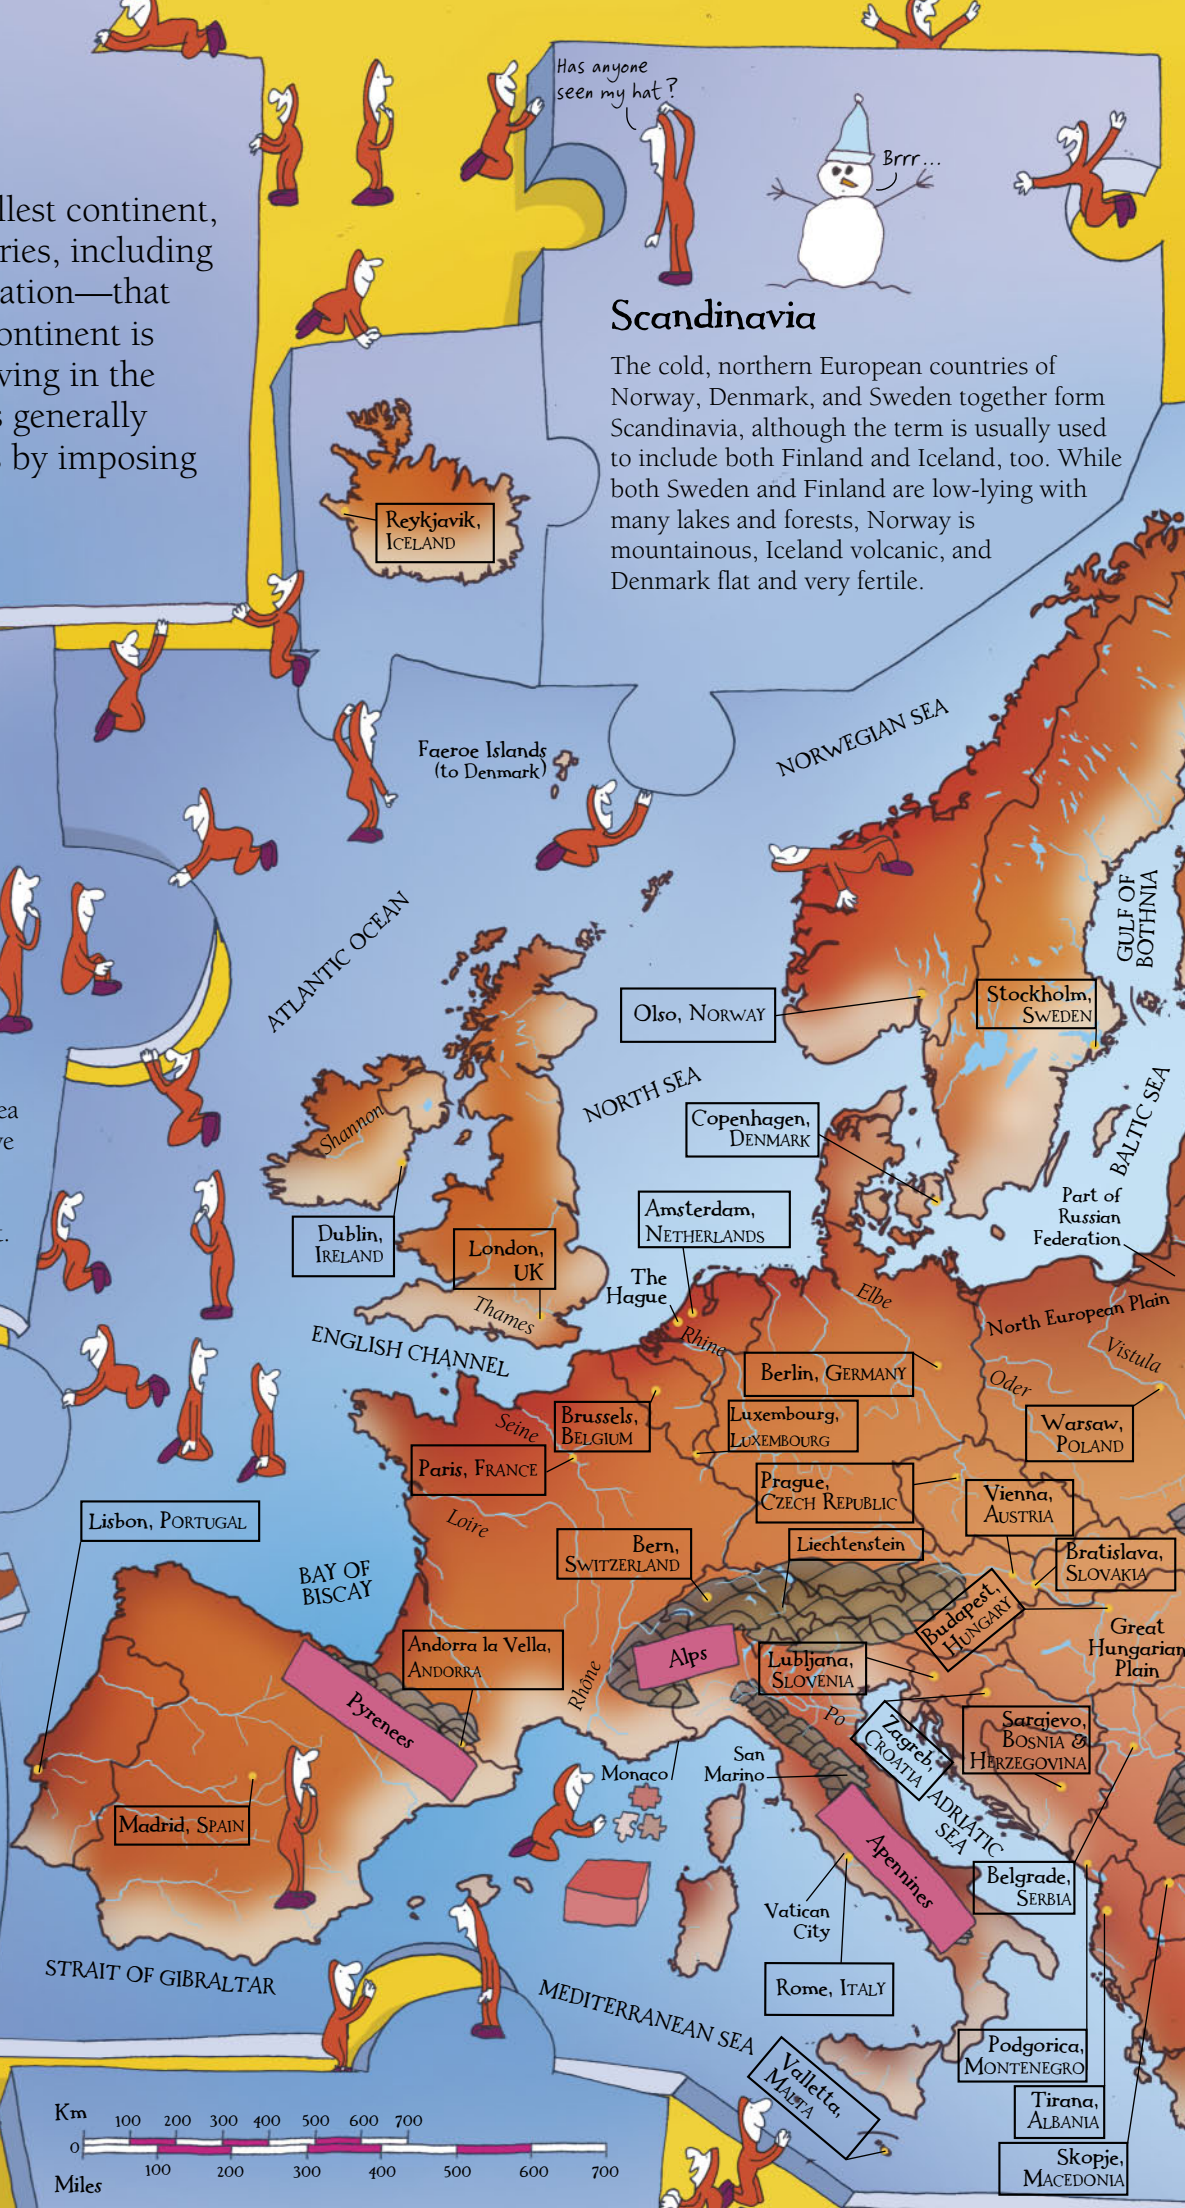 Has anyone
seen my hat?
Brrr...
llest continent,
ries, including
ation—that
ontinent is
ving in the
s generally
by imposing
Scandinavia
The cold, northern European countries of
Norway, Denmark, and Sweden together form
Scandinavia, although the term is usually used
to include both Finland and Iceland, too. While
both Sweden and Finland are low-lying with
many lakes and forests, Norway is
mountainous, Iceland volcanic, and
Denmark flat and very fertile.
Reykjavik,
ICELAND
Faeroe Islands
(to Denmark)
NORWEGIAN SEA
ATLANTIC OCEAN
GULF OF
BOTHNIA
Olso, NORWAY
Stockholm,
SWEDEN
NORTH SEA
BALTIC SEA
ea
ve
t.
Shannon
Copenhagen,
DENMARK
Part of
Russian
Federation
Dublin,
IRELAND
London,
UK
Thames
Amsterdam,
NETHERLANDS
The
Hague
Rhine
Elbe
North European Plain
Vistula
Oder
ENGLISH CHANNEL
Berlin, GERMANY
Seine
Brussels,
BELGIUM
Luxembourg,
LUXEMBOURG
Warsaw,
POLAND
Paris, FRANCE
Prague,
CZECH REPUBLIC
Vienna,
AUSTRIA
Lisbon, PORTUGAL
Loire
Bern,
SWITZERLAND
Liechtenstein
Bratislava,
SLOVAKIA
BAY OF
BISCAY
Budapest,
HUNGARY
Great
Hungarian
Plain
Andorra la Vella,
ANDORRA
Alps
Lubljana,
SLOVENIA
Rhône
Pyrenees
Po
Zagreb,
CROATIA
Sarajevo,
BOSNIA &
HERZEGOVINA
Monaco
San
Marino
Madrid, SPAIN
ADRIATIC
SEA
Apennines
Belgrade,
SERBIA
Vatican
City
Rome, ITALY
STRAIT OF GIBRALTAR
MEDITERRANEAN SEA
Podgorica,
MONTENEGRO
Valletta,
MALTA
Tirana,
ALBANIA
Skopje,
MACEDONIA
Km
100 200 300 400 500 600 700
0
100 200 300 400 500 600 700
Miles